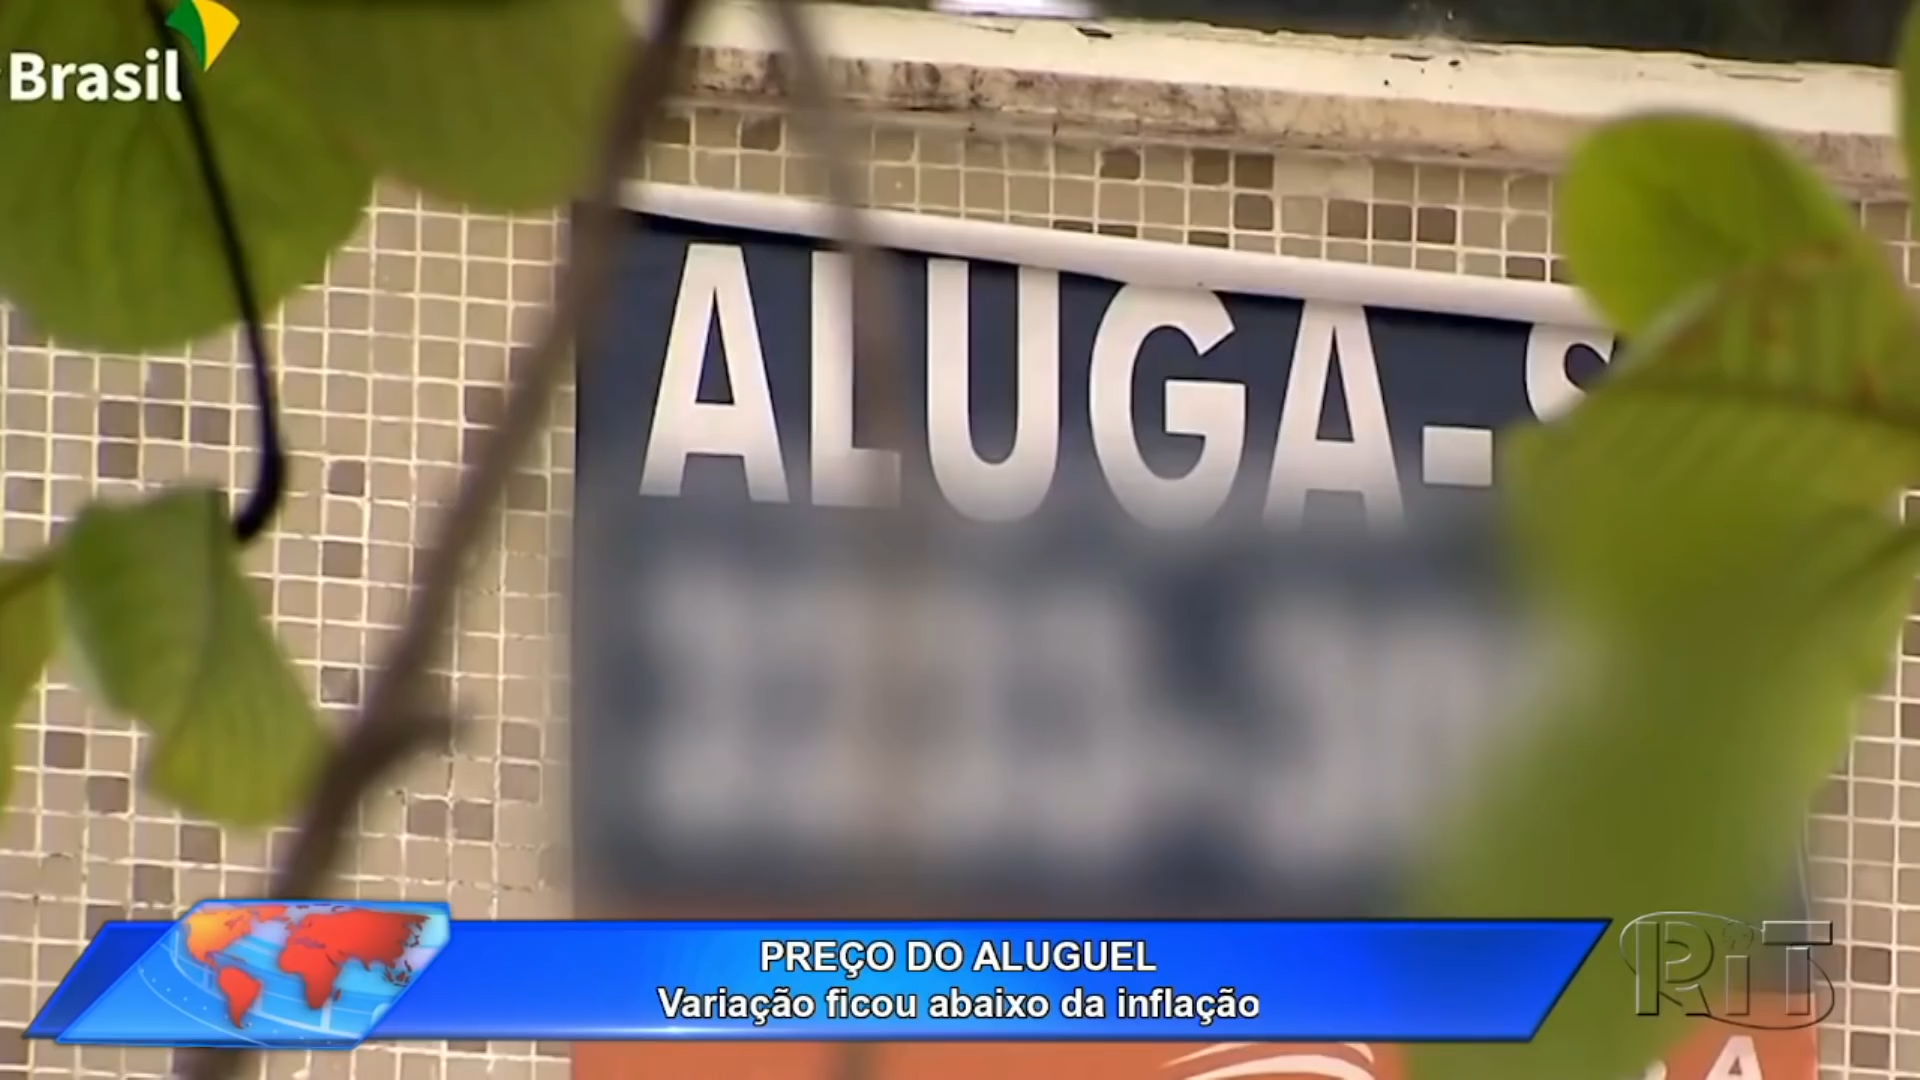 Brasil
ALUGA-S
PREÇO DO ALUGUEL
Variação ficou abaixo da inflação
RiT
A